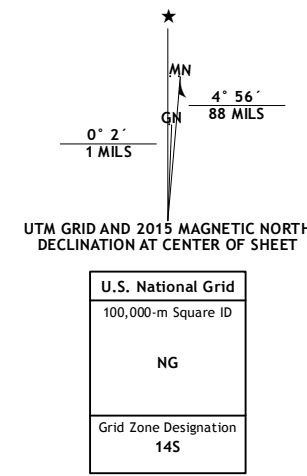 ★
MN
4° 56´
88 MILS
GN
0° 2´
1 MILS
UTM GRID AND 2015 MAGNETIC NORTH
DECLINATION AT CENTER OF SHEET
U.S. National Grid
100,000-m Square ID
NG
Grid Zone Designation
14S